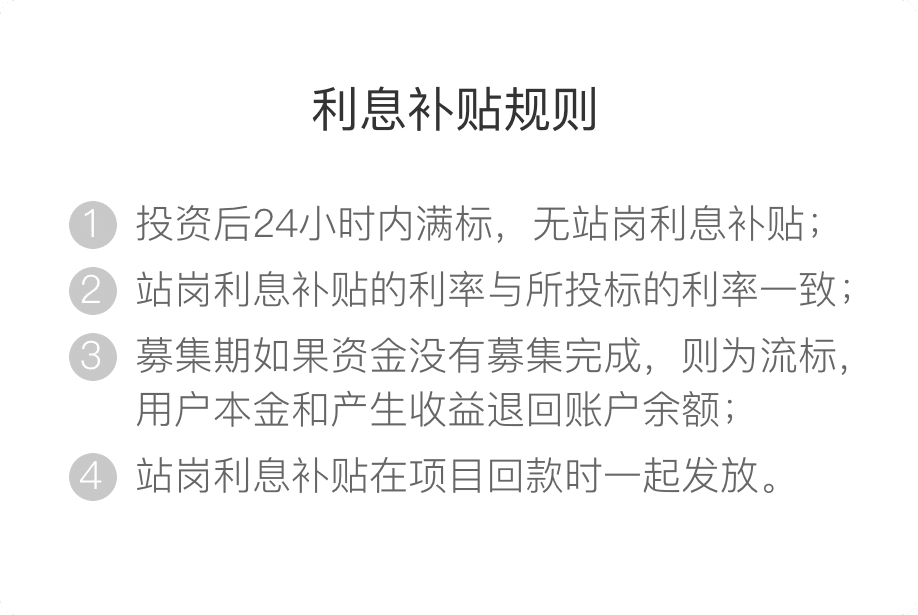 利息补贴规则
1 投资后24小时内满标，无站岗利息补贴；
2 站岗利息补贴的利率与所投标的利率一致；
3 募集期如果资金没有募集完成，则为流标，
用户本金和产生收益退回账户余额；
4 站岗利息补贴在项目回款时一起发放。